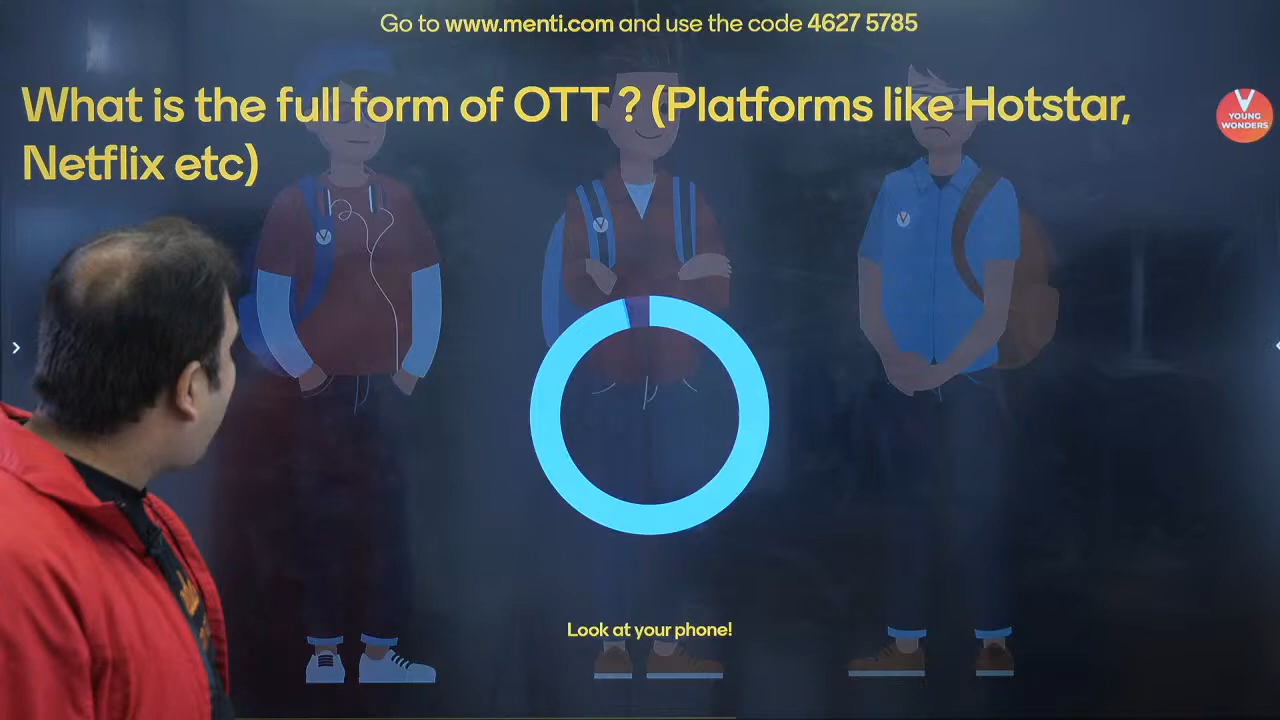 Go to www.menti.com and use the code 4627 5785
What is the full form of OTT ? (Platforms like Hotstar,
Netflix etc)
V
YOUNG
WONDERS
Look at your phone!